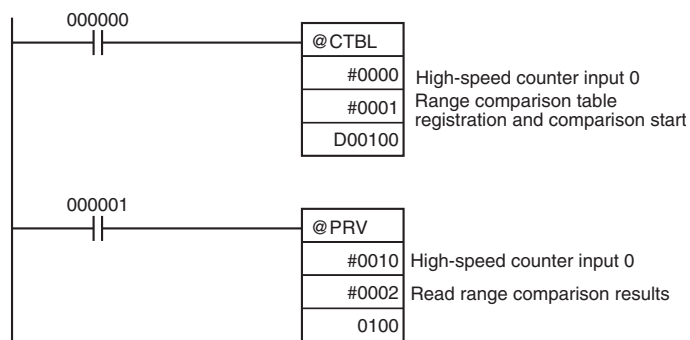 000000
@CTBL
#0000 High-speed counter input 0
#0001 Range comparison table
registration and comparison start
D00100
000001
@PRV
#0010 High-speed counter input 0
#0002 Read range comparison results
0100